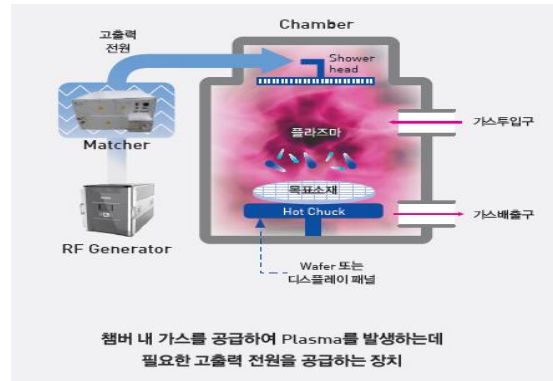 Chamber
고출력
전원
Shower
head
플라즈마
가스투입구
Matcher
목표소재
Hot Chuck
가스배출구
RF Generator
Wafer 또는
디스플레이 패널
챔버 내 가스를 공급하여 Plasma를 발생하는데
필요한 고출력 전원을 공급하는 장치